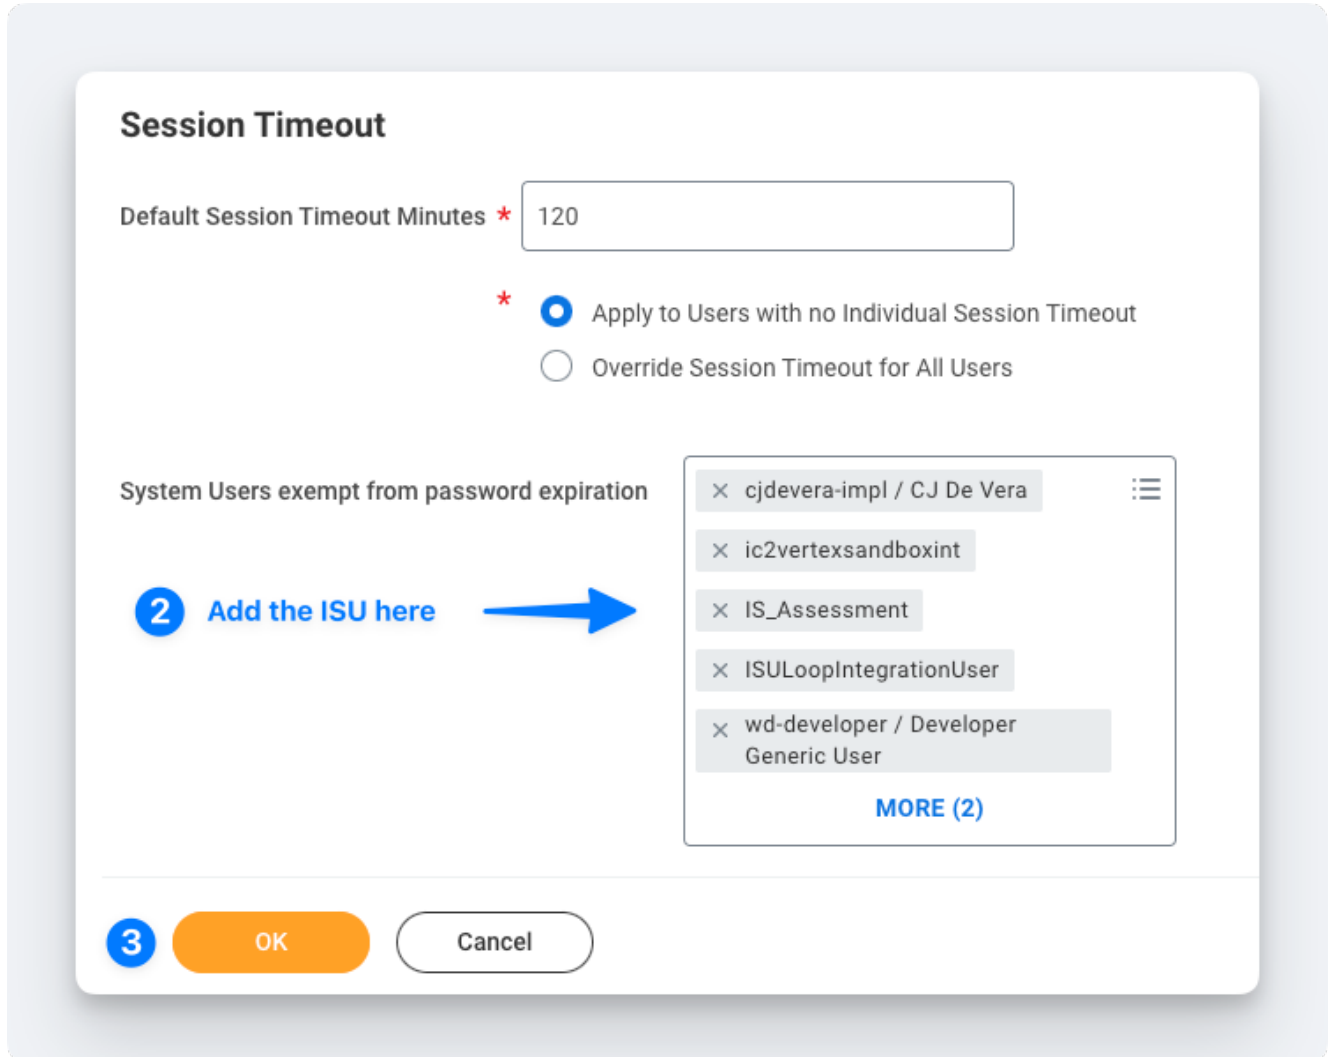 Session Timeout
Default Session Timeout Minutes * 120
* Apply to Users with no Individual Session Timeout
Override Session Timeout for All Users
System Users exempt from password expiration
× cjdevera-impl / CJ De Vera
× ic2vertexsandboxint
2 Add the ISU here
× IS_Assessment
× ISULoopIntegrationUser
× wd-developer / Developer
Generic User
MORE (2)
3 OK Cancel